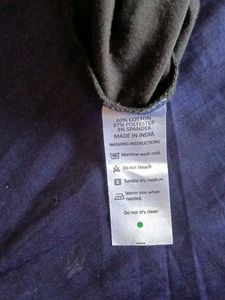 60% COTTON
37% POLYESTER
3% SPANDEX
MADE IN INDIA
WASHING INSTRUCTIONS
Machine wash cold,
Do not bleach
Tumble dry medium
Warm iron when
needed,
Do not dry clean